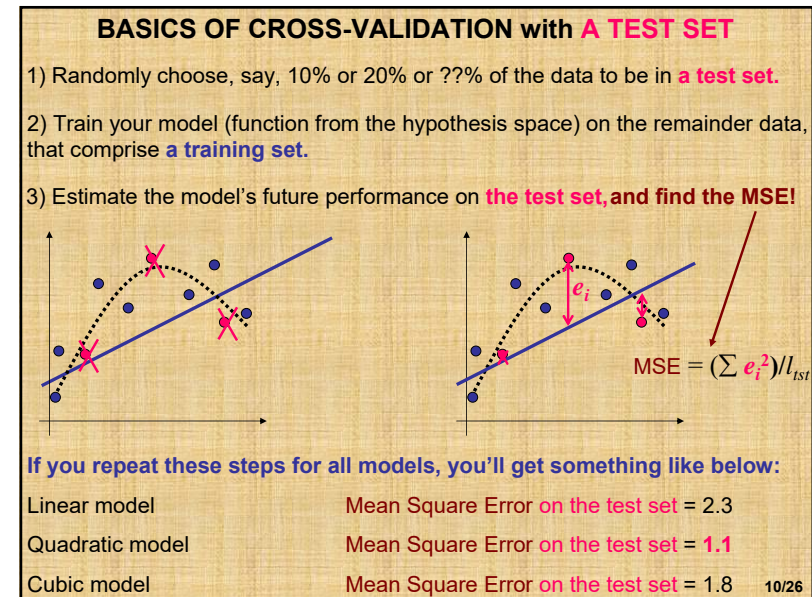 BASICS OF CROSS-VALIDATION with A TEST SET
1) Randomly choose, say, 10% or 20% or ??% of the data to be in a test set.
2) Train your model (function from the hypothesis space) on the remainder data,
that comprise a training set.
3) Estimate the model's future performance on the test set, and find the MSE!
e_i
MSE = (∑ e_i²)/l_tst
If you repeat these steps for all models, you'll get something like below:
Linear model Mean Square Error on the test set = 2.3
Quadratic model Mean Square Error on the test set = 1.1
Cubic model Mean Square Error on the test set = 1.8 10/26